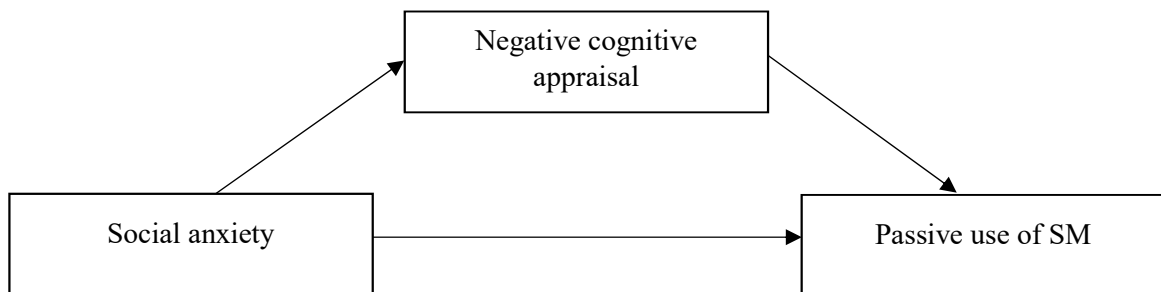 Negative cognitive
appraisal
Social anxiety
Passive use of SM